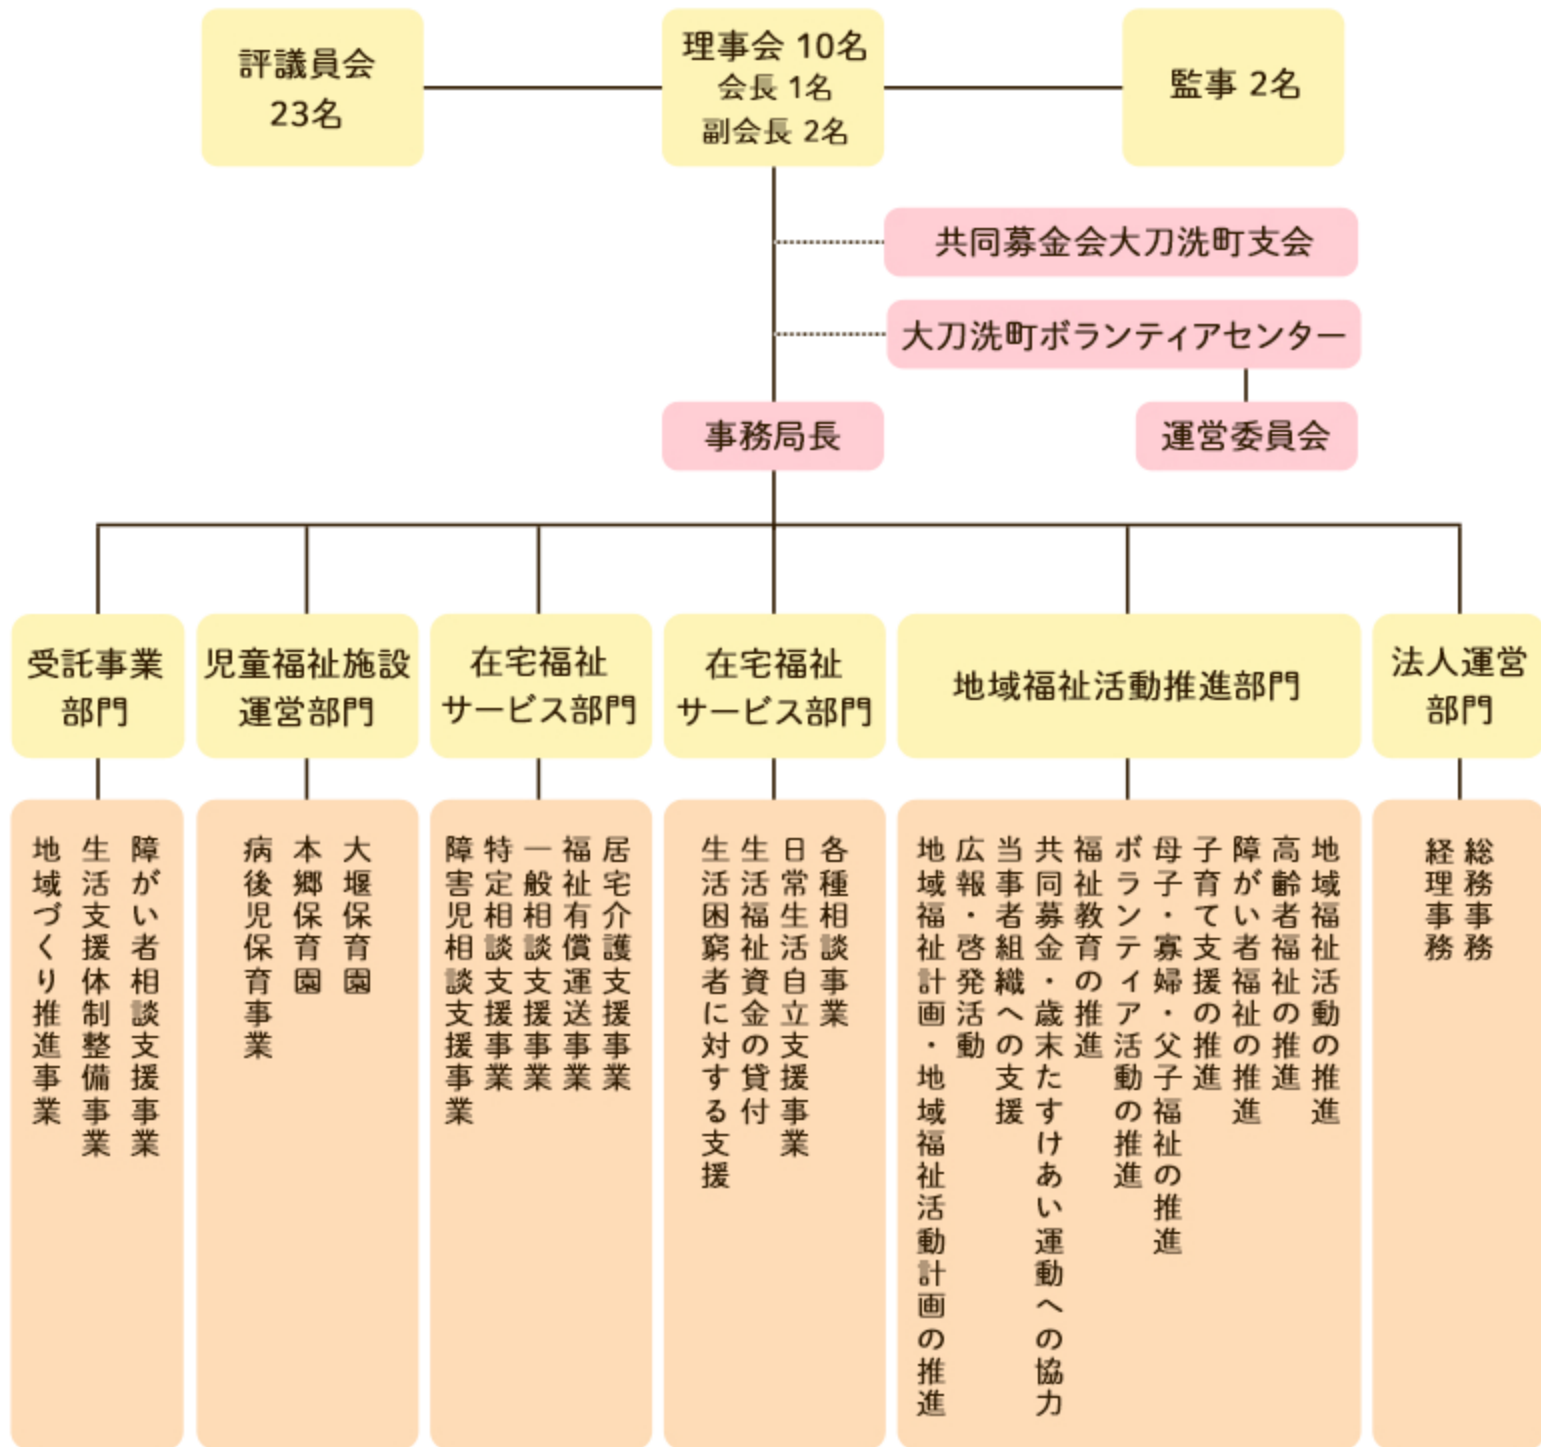 評議員会
23名
理事会 10名
会長 1名
副会長 2名
監事 2名
共同募金会大刀洗町支会
大刀洗町ボランティアセンター
事務局長
運営委員会
受託事業
部門
児童福祉施設
運営部門
在宅福祉
サービス部門
在宅福祉
サービス部門
地域福祉活動推進部門
法人運営
部門
障がい者相談支援事業
生活支援体制整備事業
地域づくり推進事業
大堰保育園
本郷保育園
病後児保育事業
居宅介護支援事業
福祉有償運送事業
一般相談支援事業
特定相談支援事業
障害児相談支援事業
各種相談事業
日常生活自立支援事業
生活福祉資金の貸付
生活困窮者に対する支援
地域福祉活動の推進
高齢者福祉の推進
障がい者福祉の推進
子育て支援の推進
母子・寡婦・父子福祉の推進
ボランティア活動の推進
福祉教育の推進
共同募金・歳末たすけあい運動への協力
当事者組織への支援
広報・啓発活動
地域福祉計画・地域福祉活動計画の推進
総務事務
経理事務